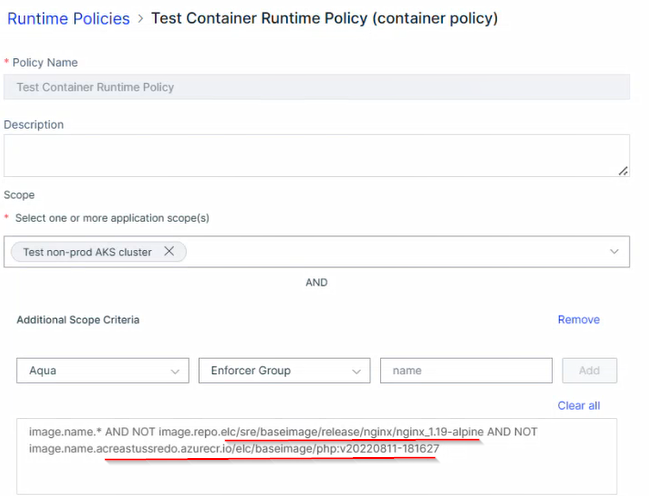 Runtime Policies > Test Container Runtime Policy (container policy)
* Policy Name
Test Container Runtime Policy
Description
Scope
* Select one or more application scope(s)
Test non-prod AKS cluster
AND
Additional Scope Criteria Remove
Aqua Enforcer Group name Add
Clear all
image.name.* AND NOT image.repo.elc/sre/baseimage/release/nginx/nginx_1.19-alpine AND NOT
image.name.acreastussredo.azurecr.io/elc/baseimage/php:v20220811-181627